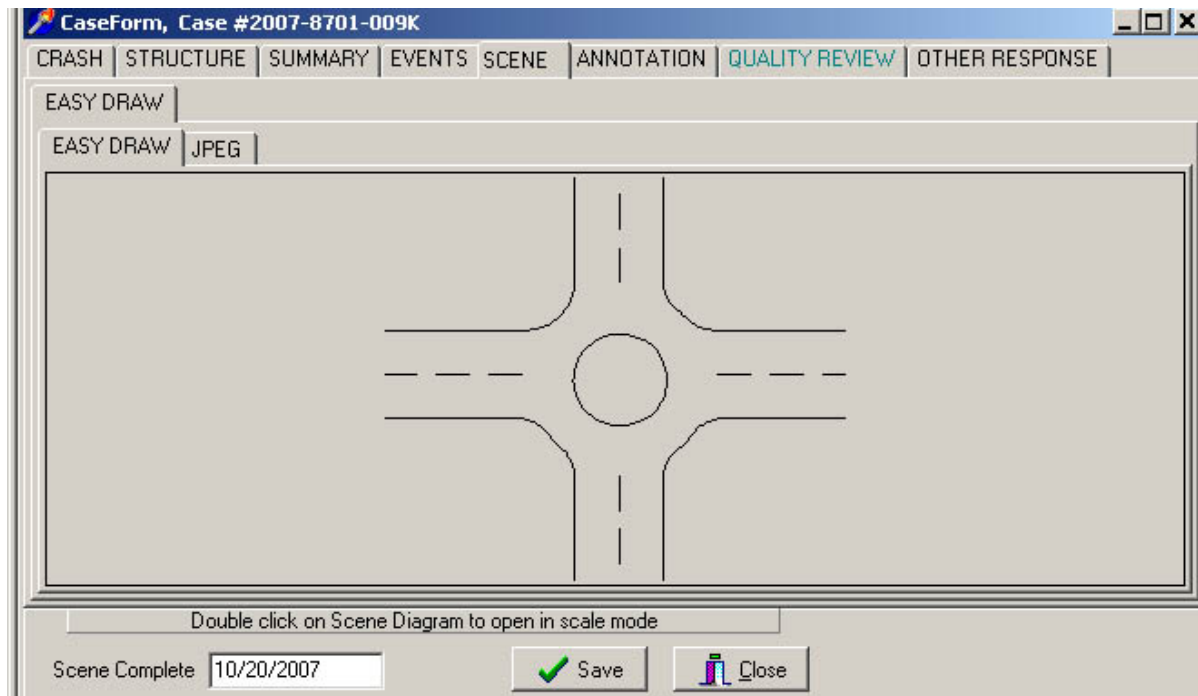 CaseForm, Case #2007-8701-009K
CRASH STRUCTURE SUMMARY EVENTS SCENE ANNOTATION QUALITY REVIEW OTHER RESPONSE
EASY DRAW
EASY DRAW JPEG
Double click on Scene Diagram to open in scale mode
Scene Complete 10/20/2007 Save Close